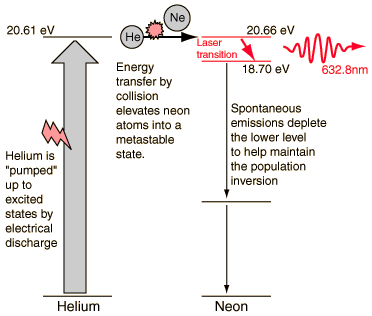 20.61 eV
He
Ne
20.66 eV
Laser
transition
18.70 eV
632.8nm
Energy
transfer by
collision
elevates neon
atoms into a
metastable
state.
Spontaneous
emissions deplete
the lower level
to help maintain
the population
inversion
Helium is
"pumped"
up to
excited
states by
electrical
discharge
Helium
Neon